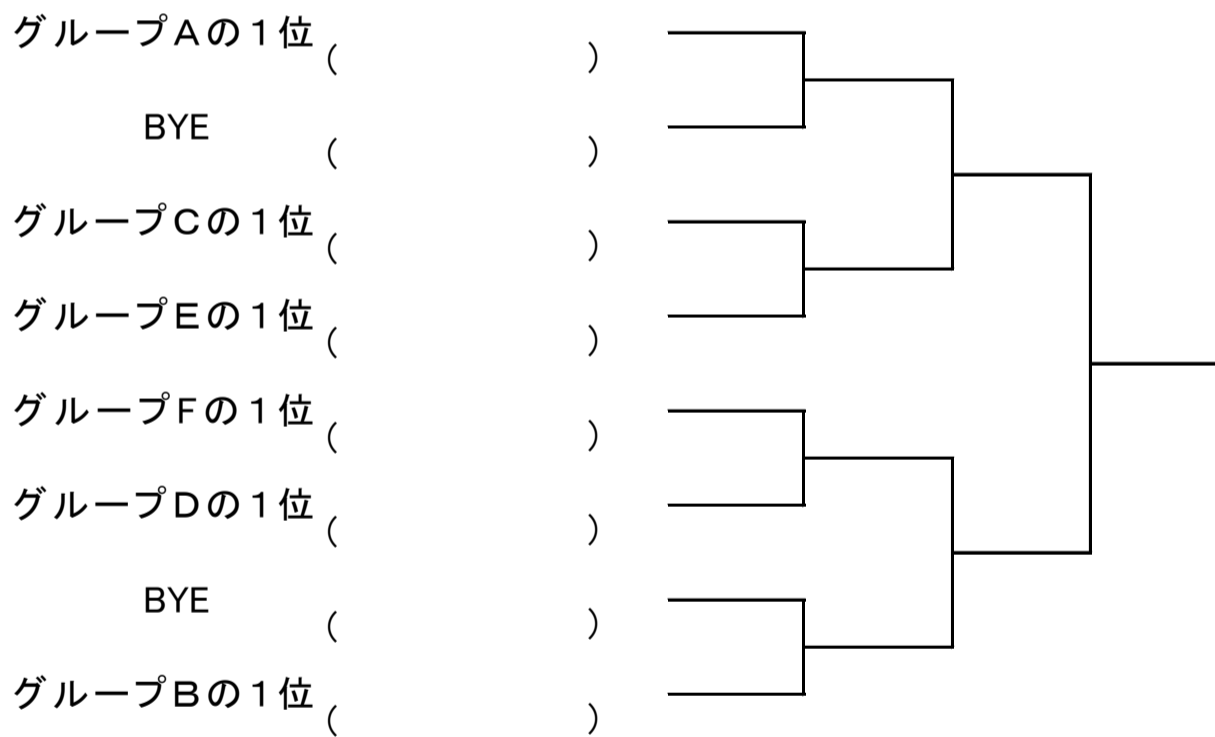 グループAの1位 ( )
BYE ( )
グループCの1位 ( )
グループEの1位 ( )
グループFの1位 ( )
グループDの1位 ( )
BYE ( )
グループBの1位 ( )